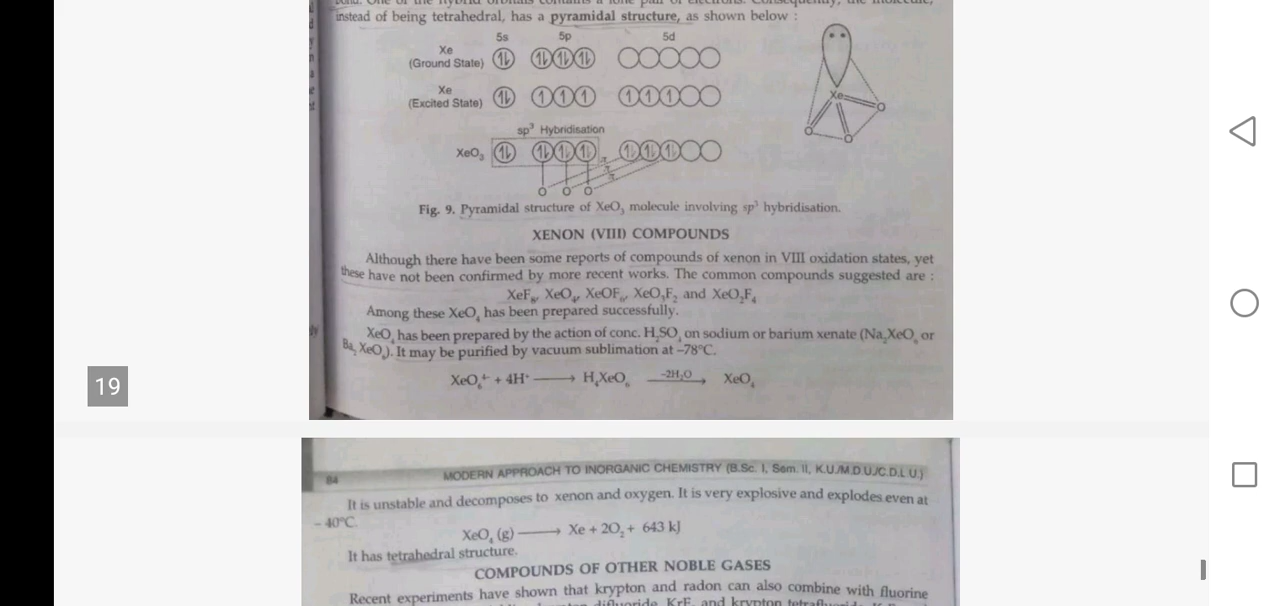 instead of being tetrahedral, has a pyramidal structure, as shown below :
5s 5p 5d
Xe
(Ground State)
Xe
(Excited State)
sp³ Hybridisation
XeO₃
Xe
O
O
O
O O O
Fig. 9. Pyramidal structure of XeO₃ molecule involving sp³ hybridisation.
XENON (VIII) COMPOUNDS
Although there have been some reports of compounds of xenon in VIII oxidation states, yet
these have not been confirmed by more recent works. The common compounds suggested are :
XeF₈, XeO₄, XeOF₆, XeO₃F₂ and XeO₂F₄
Among these XeO₄ has been prepared successfully.
XeO₄ has been prepared by the action of conc. H₂SO₄ on sodium or barium xenate (Na₄XeO₆ or
Ba₂ XeO₆). It may be purified by vacuum sublimation at –78°C.
XeO₆⁴⁻ + 4H⁺ ⟶ H₄XeO₆ –2H₂O⟶ XeO₄
19
84 MODERN APPROACH TO INORGANIC CHEMISTRY (B.Sc. I, Sem. II, K.U./M.D.U./C.D.L.U.)
It is unstable and decomposes to xenon and oxygen. It is very explosive and explodes even at
– 40°C.
XeO₄ (g) ⟶ Xe + 2O₂ + 643 kJ
It has tetrahedral structure.
COMPOUNDS OF OTHER NOBLE GASES
Recent experiments have shown that krypton and radon can also combine with fluorine
difluoride, KrF₂ and krypton